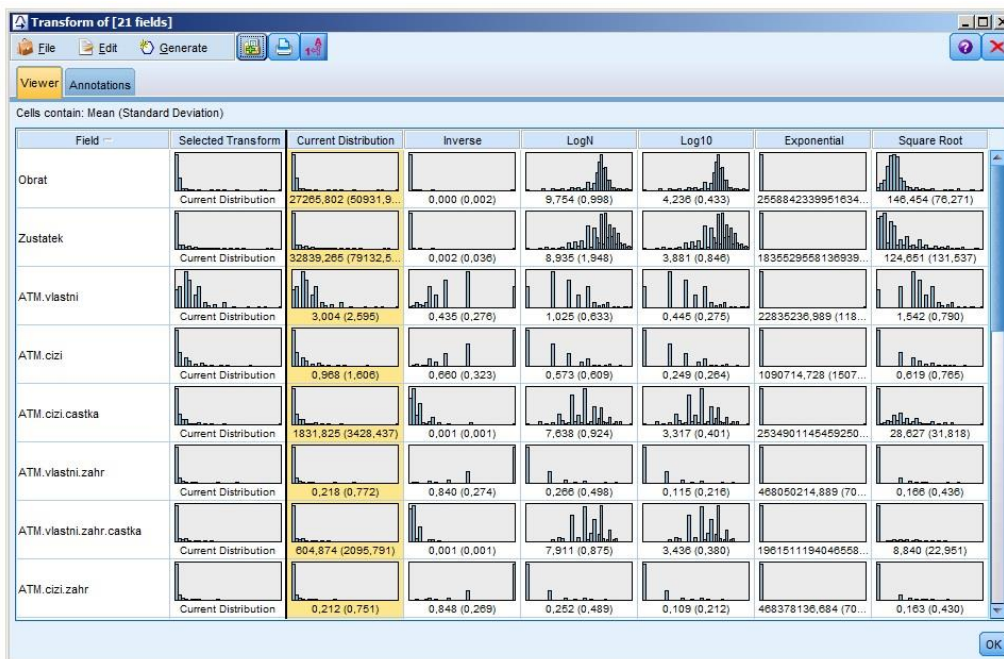 Transform of [21 fields]
File Edit Generate
Viewer Annotations
Cells contain: Mean (Standard Deviation)
Field Selected Transform Current Distribution Inverse LogN Log10 Exponential Square Root
Obrat
Current Distribution 27265,802 (50931,9... 0,000 (0,002) 9,754 (0,998) 4,236 (0,433) 2558842339951634... 146,454 (76,271)
Zustatek
Current Distribution 32839,265 (79132,5... 0,002 (0,036) 8,935 (1,948) 3,881 (0,846) 1835529558136939... 124,651 (131,537)
ATM.vlastni
Current Distribution 3,004 (2,595) 0,435 (0,276) 1,025 (0,633) 0,445 (0,275) 22835236,989 (118... 1,542 (0,790)
ATM.cizi
Current Distribution 0,968 (1,606) 0,660 (0,323) 0,573 (0,609) 0,249 (0,264) 1090714,728 (1507... 0,619 (0,765)
ATM.cizi.castka
Current Distribution 1831,825 (3428,437) 0,001 (0,001) 7,638 (0,924) 3,317 (0,401) 2534901145459250... 28,627 (31,818)
ATM.vlastni.zahr
Current Distribution 0,218 (0,772) 0,840 (0,274) 0,266 (0,498) 0,115 (0,216) 468050214,889 (70... 0,166 (0,436)
ATM.vlastni.zahr.castka
Current Distribution 604,874 (2095,791) 0,001 (0,001) 7,911 (0,875) 3,436 (0,380) 1961511194046558... 8,840 (22,951)
ATM.cizi.zahr
Current Distribution 0,212 (0,751) 0,848 (0,269) 0,252 (0,489) 0,109 (0,212) 468378136,684 (70... 0,163 (0,430)
OK